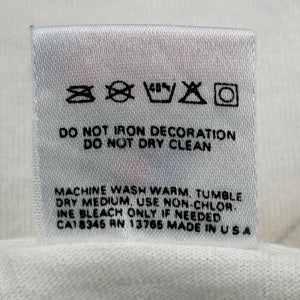 40°
DO NOT IRON DECORATION
DO NOT DRY CLEAN
MACHINE WASH WARM, TUMBLE
DRY MEDIUM, USE NON-CHLOR-
INE BLEACH ONLY IF NEEDED
CA18345 RN 13765 MADE IN U S A